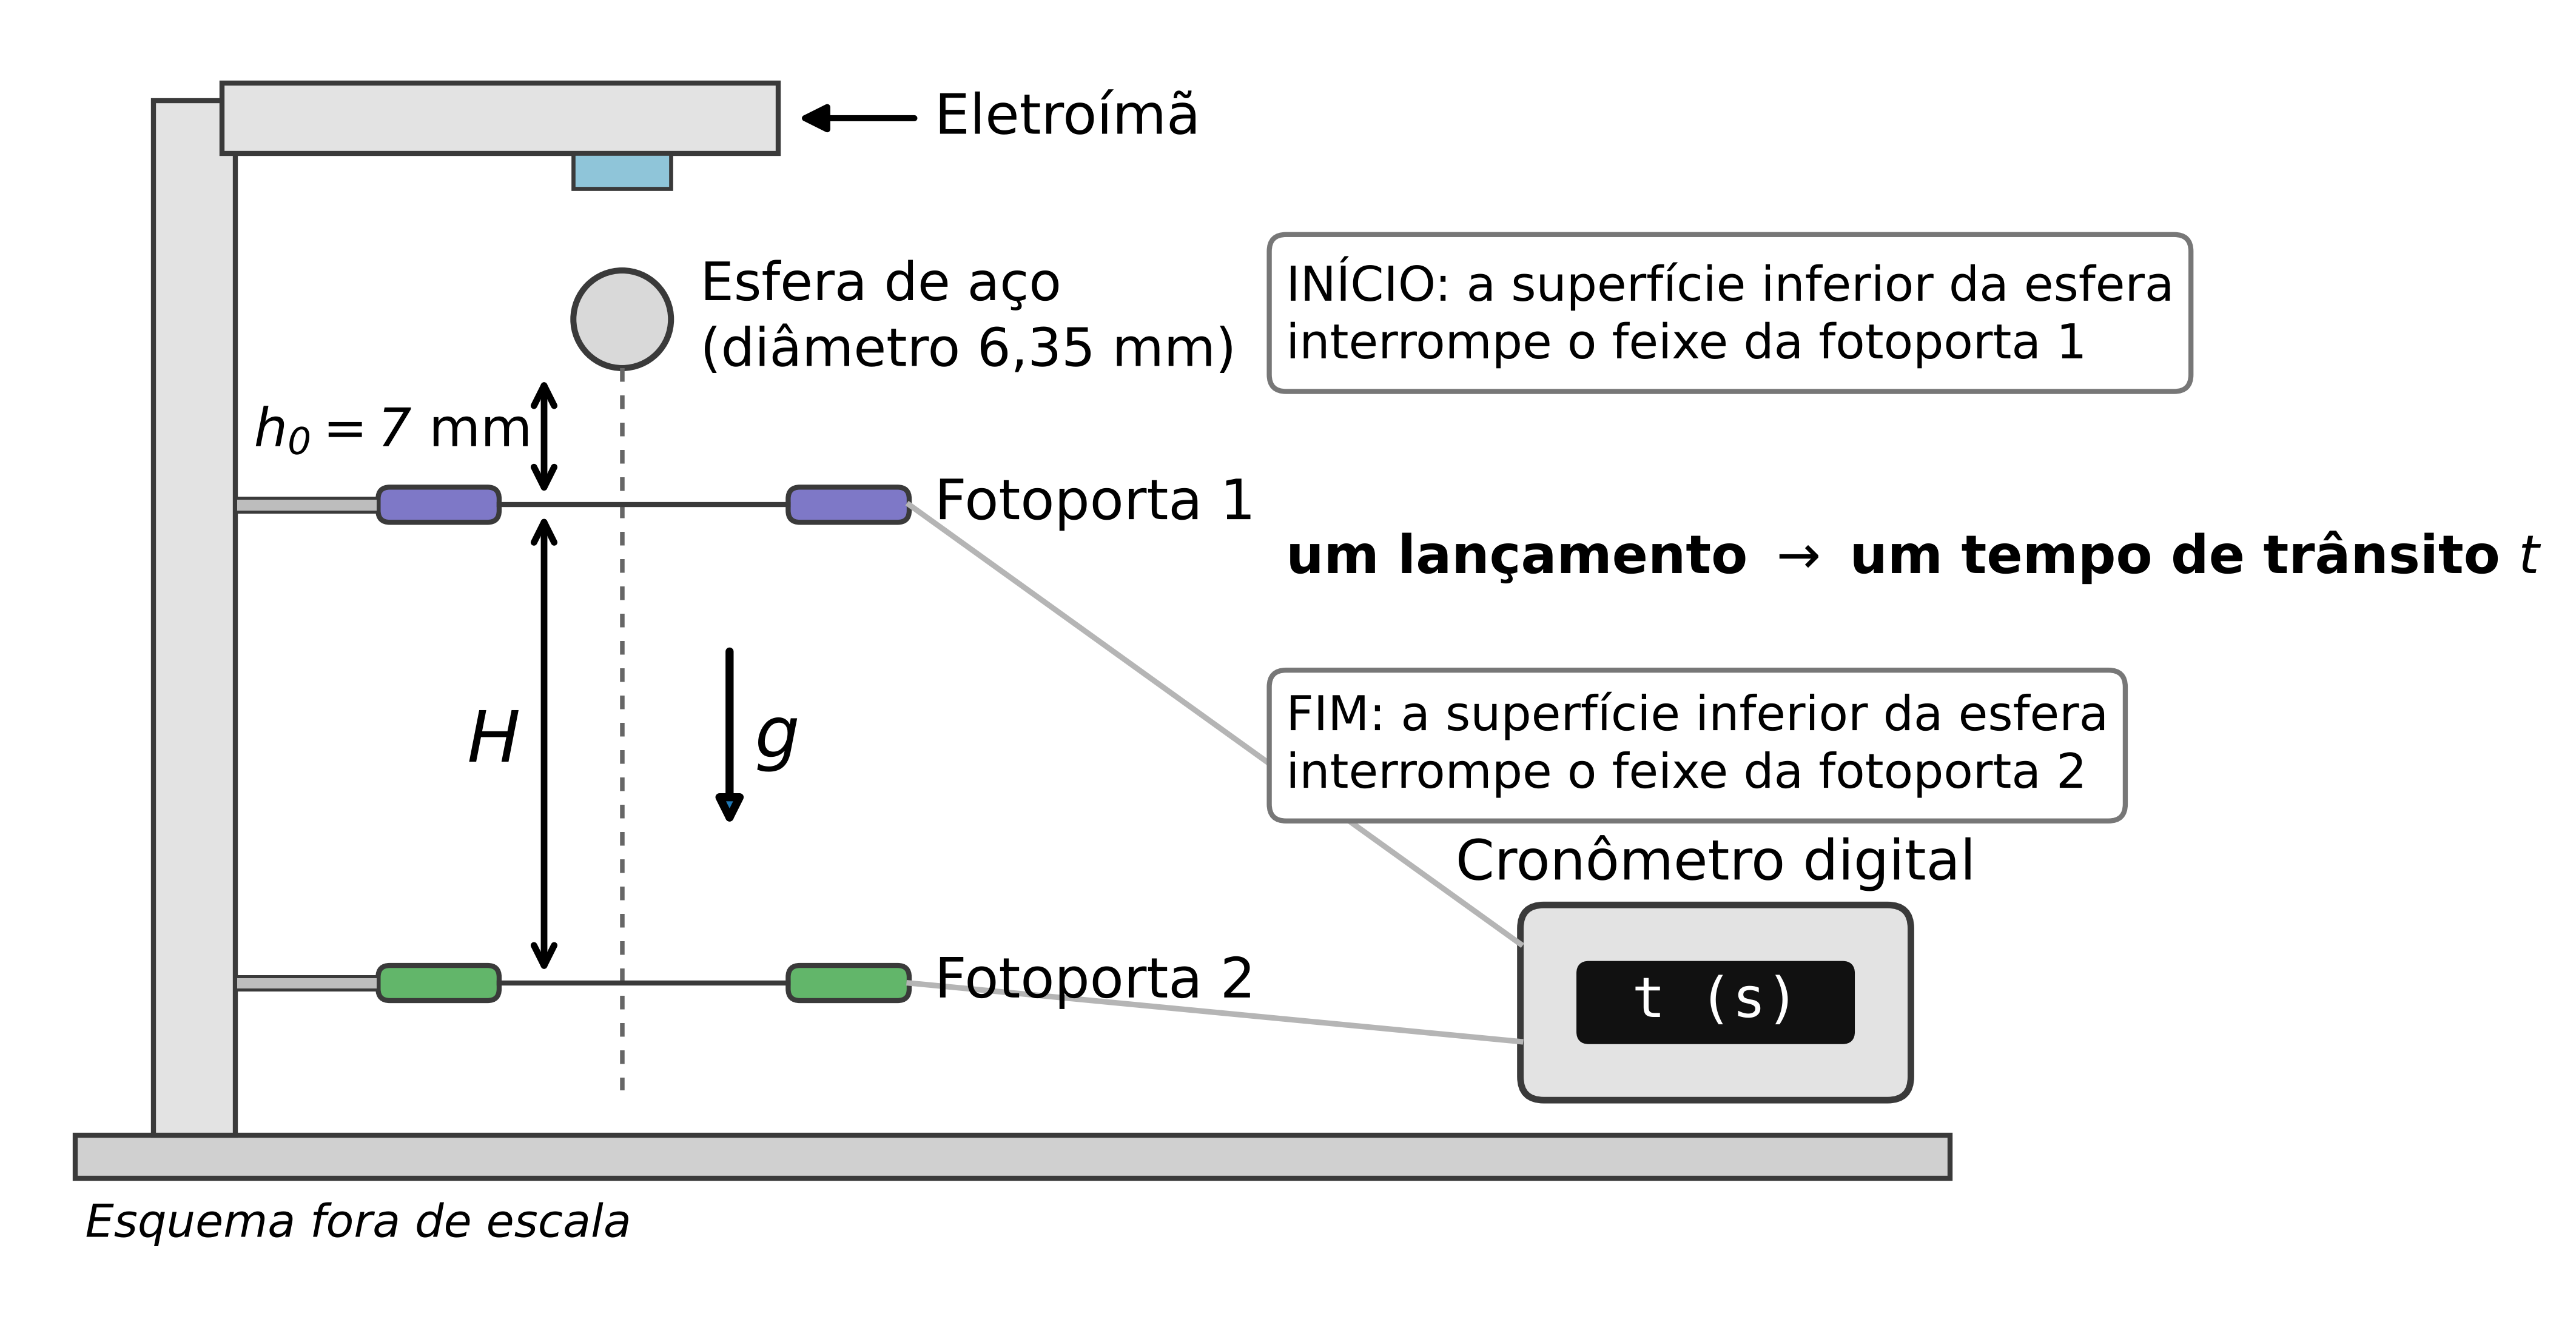 Eletroímã
Esfera de aço
(diâmetro 6,35 mm)
INÍCIO: a superfície inferior da esfera
interrompe o feixe da fotoporta 1
h₀ = 7 mm
Fotoporta 1
um lançamento → um tempo de trânsito t
H
g
FIM: a superfície inferior da esfera
interrompe o feixe da fotoporta 2
Cronômetro digital
Fotoporta 2
t (s)
Esquema fora de escala